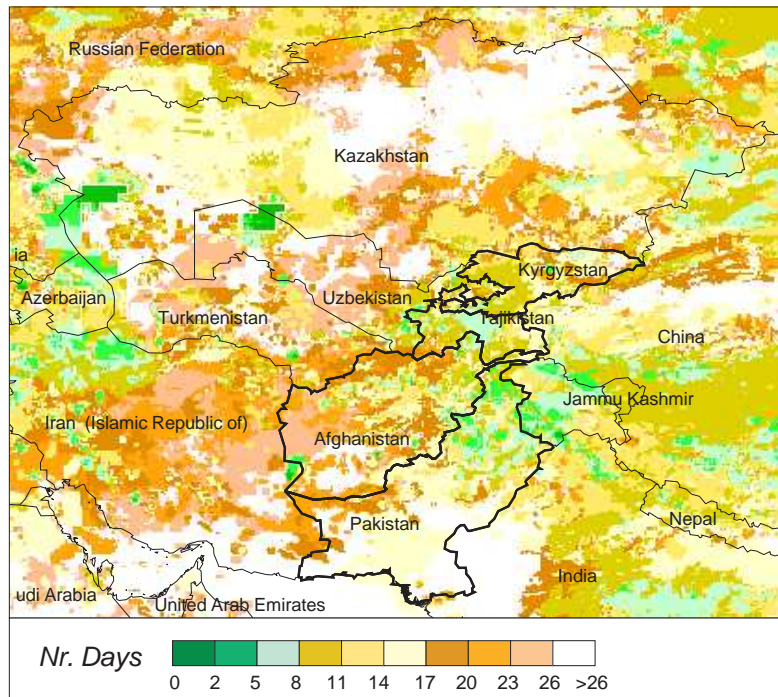 Russian Federation
Kazakhstan
ia
Kyrgyzstan
Azerbaijan
Uzbekistan
Turkmenistan
Tajikistan
China
Jammu Kashmir
Iran (Islamic Republic of)
Afghanistan
Pakistan
Nepal
India
udi Arabia
United Arab Emirates
Nr. Days
0 2 5 8 11 14 17 20 23 26 >26